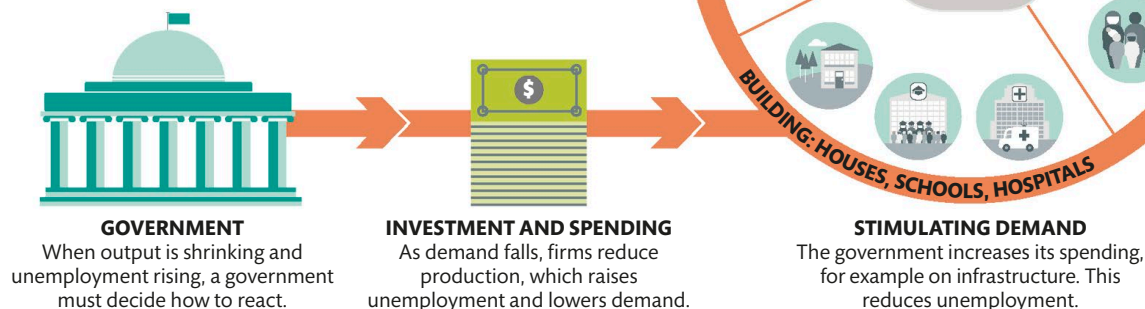 $
BUILDING: HOUSES, SCHOOLS, HOSPITALS
GOVERNMENT
When output is shrinking and
unemployment rising, a government
must decide how to react.
INVESTMENT AND SPENDING
As demand falls, firms reduce
production, which raises
unemployment and lowers demand.
STIMULATING DEMAND
The government increases its spending,
for example on infrastructure. This
reduces unemployment.